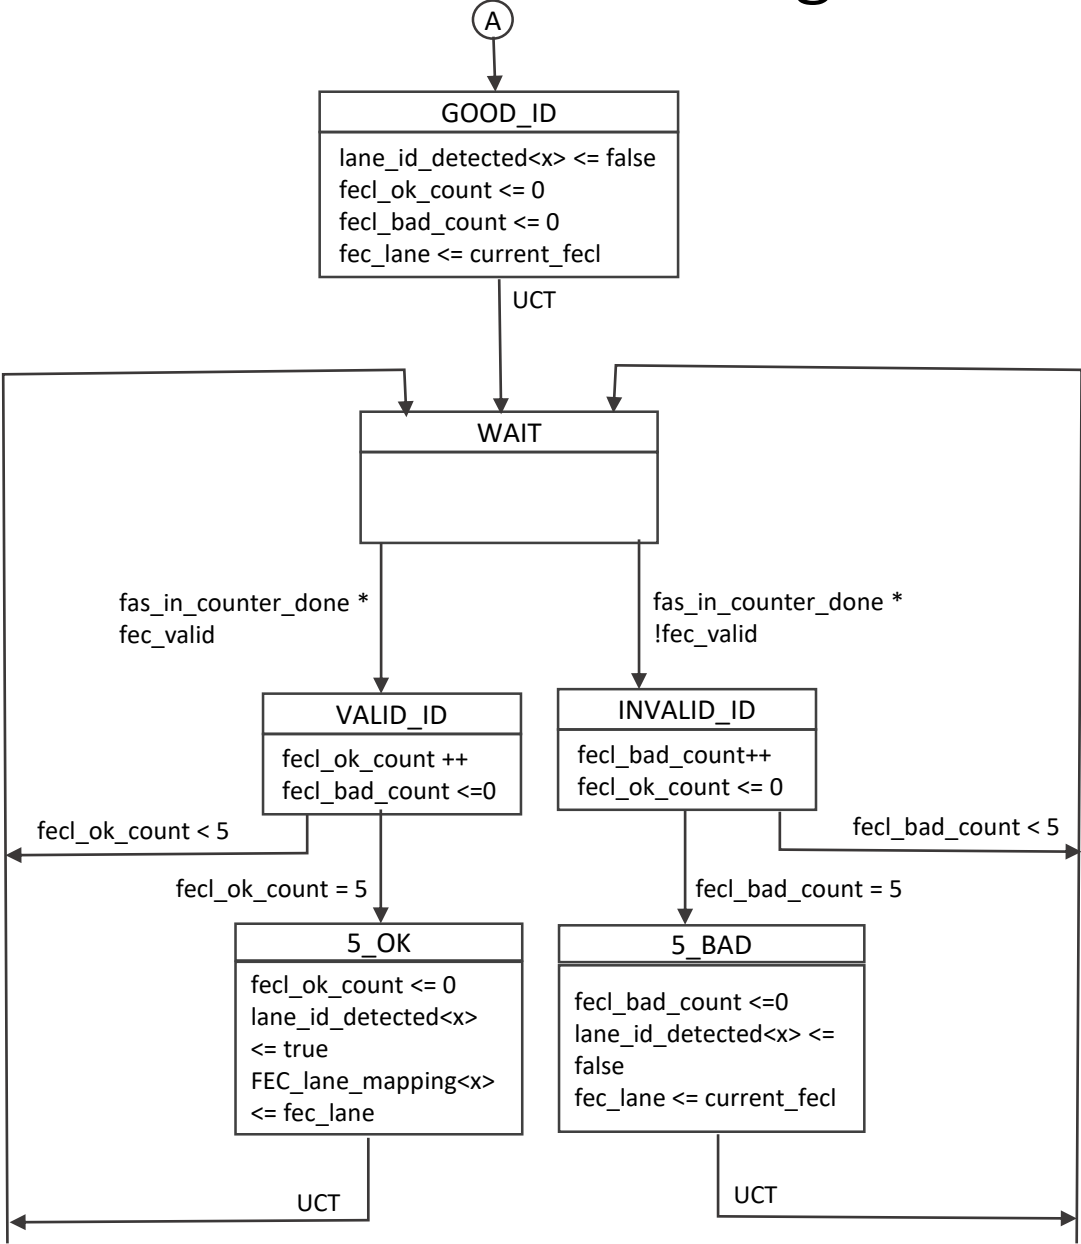 A
GOOD_ID
lane_id_detected<x> <= false
fecl_ok_count <= 0
fecl_bad_count <= 0
fec_lane <= current_fecl
UCT
WAIT
fas_in_counter_done *
fec_valid
fas_in_counter_done *
!fec_valid
VALID_ID
fecl_ok_count ++
fecl_bad_count <=0
INVALID_ID
fecl_bad_count++
fecl_ok_count <= 0
fecl_ok_count < 5
fecl_bad_count < 5
fecl_ok_count = 5
fecl_bad_count = 5
5_OK
fecl_ok_count <= 0
lane_id_detected<x>
<= true
FEC_lane_mapping<x>
<= fec_lane
5_BAD
fecl_bad_count <=0
lane_id_detected<x> <=
false
fec_lane <= current_fecl
UCT
UCT